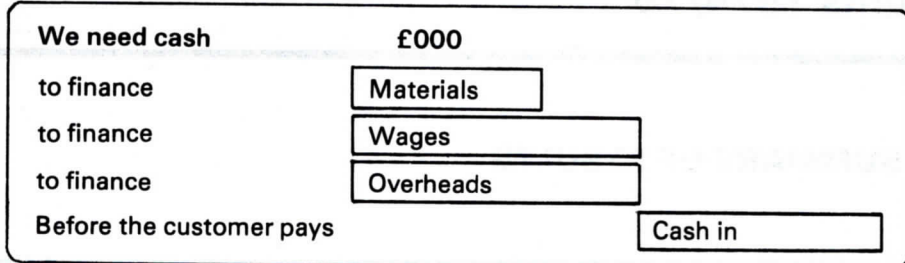 We need cash £000
to finance Materials
to finance Wages
to finance Overheads
Before the customer pays Cash in